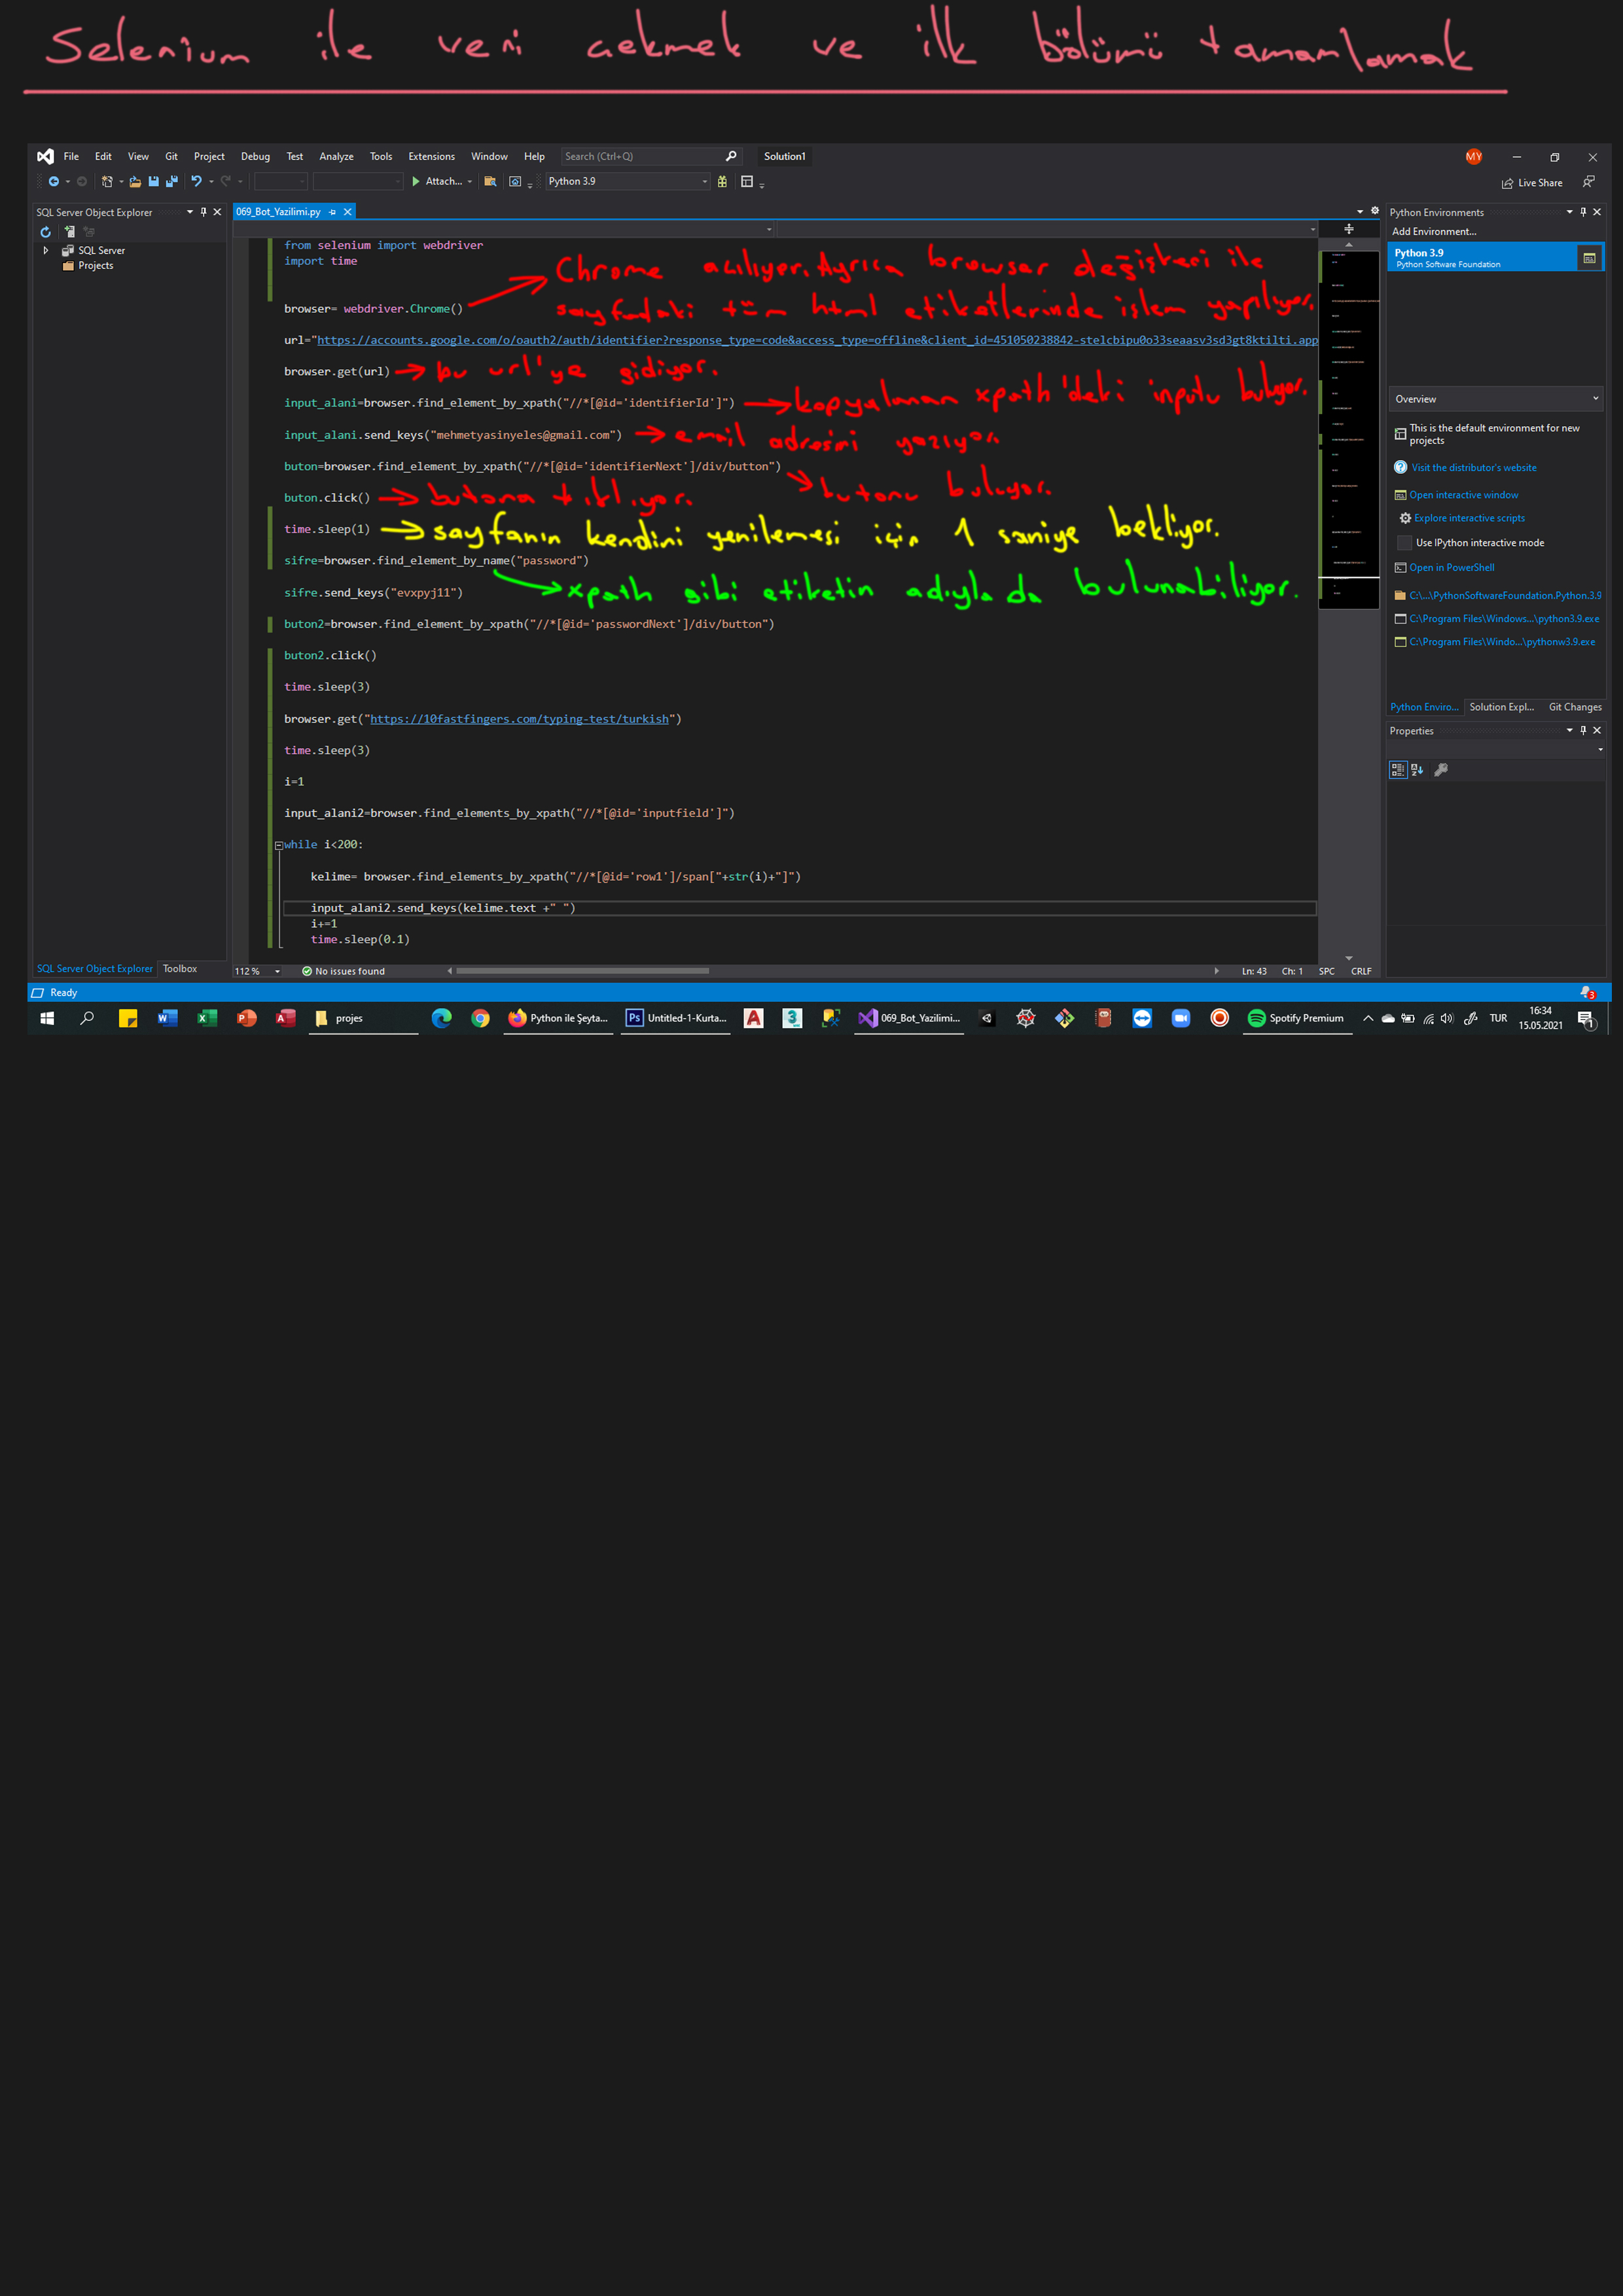 Selenium ile veri çekmek ve ilk bölümü tamamlamak
File Edit View Git Project Debug Test Analyze Tools Extensions Window Help Search (Ctrl+Q) Solution1 MY
Attach... Python 3.9 Live Share
SQL Server Object Explorer
SQL Server
Projects
069_Bot_Yazilimi.py
from selenium import webdriver
import time
browser= webdriver.Chrome()
Chrome açılıyor. Ayrıca browser değişkeni ile
sayfadaki tüm html etiketlerinde işlem yapılıyor.
url="https://accounts.google.com/o/oauth2/auth/identifier?response_type=code&access_type=offline&client_id=451050238842-stelcbipu0o33seaasv3sd3gt8ktilti.app
browser.get(url) → bu url'ye gidiyor.
input_alani=browser.find_element_by_xpath("//*[@id='identifierId']") → kopyalanan xpath'deki inputu buluyor.
input_alani.send_keys("mehmetyasinyeles@gmail.com") → email adresini yazıyor.
buton=browser.find_element_by_xpath("//*[@id='identifierNext']/div/button") → butonu buluyor.
buton.click() → butona tıklıyor.
time.sleep(1) → sayfanın kendini yenilemesi için 1 saniye bekliyor.
sifre=browser.find_element_by_name("password") → xpath gibi etiketin adıyla da bulunabiliyor.
sifre.send_keys("evxpyj11")
buton2=browser.find_element_by_xpath("//*[@id='passwordNext']/div/button")
buton2.click()
time.sleep(3)
browser.get("https://10fastfingers.com/typing-test/turkish")
time.sleep(3)
i=1
input_alani2=browser.find_elements_by_xpath("//*[@id='inputfield']")
while i<200:
kelime= browser.find_elements_by_xpath("//*[@id='row1']/span["+str(i)+"]")
input_alani2.send_keys(kelime.text +" ")
i+=1
time.sleep(0.1)
112 % No issues found Ln: 43 Ch: 1 SPC CRLF
SQL Server Object Explorer Toolbox
Python Environments
Add Environment...
Python 3.9
Python Software Foundation
Overview
This is the default environment for new
projects
Visit the distributor's website
Open interactive window
Explore interactive scripts
Use IPython interactive mode
Open in PowerShell
C:\...\PythonSoftwareFoundation.Python.3.9
C:\Program Files\Windows...\python3.9.exe
C:\Program Files\Windo...\pythonw3.9.exe
Python Enviro... Solution Expl... Git Changes
Properties
Ready 3
projes Python ile Şeyta... Ps Untitled-1-Kurta... 069_Bot_Yazilimi... Spotify Premium TUR 16:34
15.05.2021 1